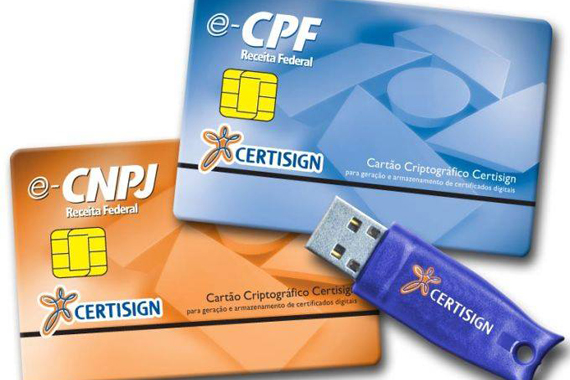 e-CPF
Receita Federal
CERTISIGN
Cartão Criptográfico Certisign
para geração e armazenamento de certificados digitais
e-CNPJ
Receita Federal
CERTISIGN
Cartão Criptográfico Certisign
para geração e armazenamento de certificados digitais
CERTISIGN